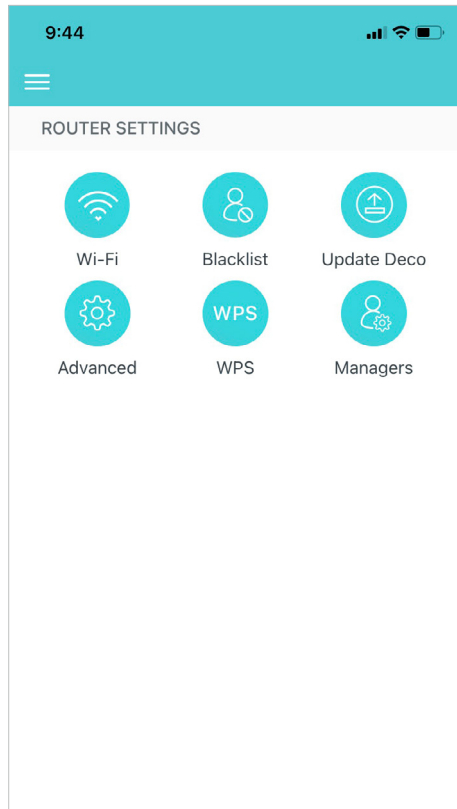 9:44
ROUTER SETTINGS
Wi-Fi Blacklist Update Deco
WPS
Advanced WPS Managers